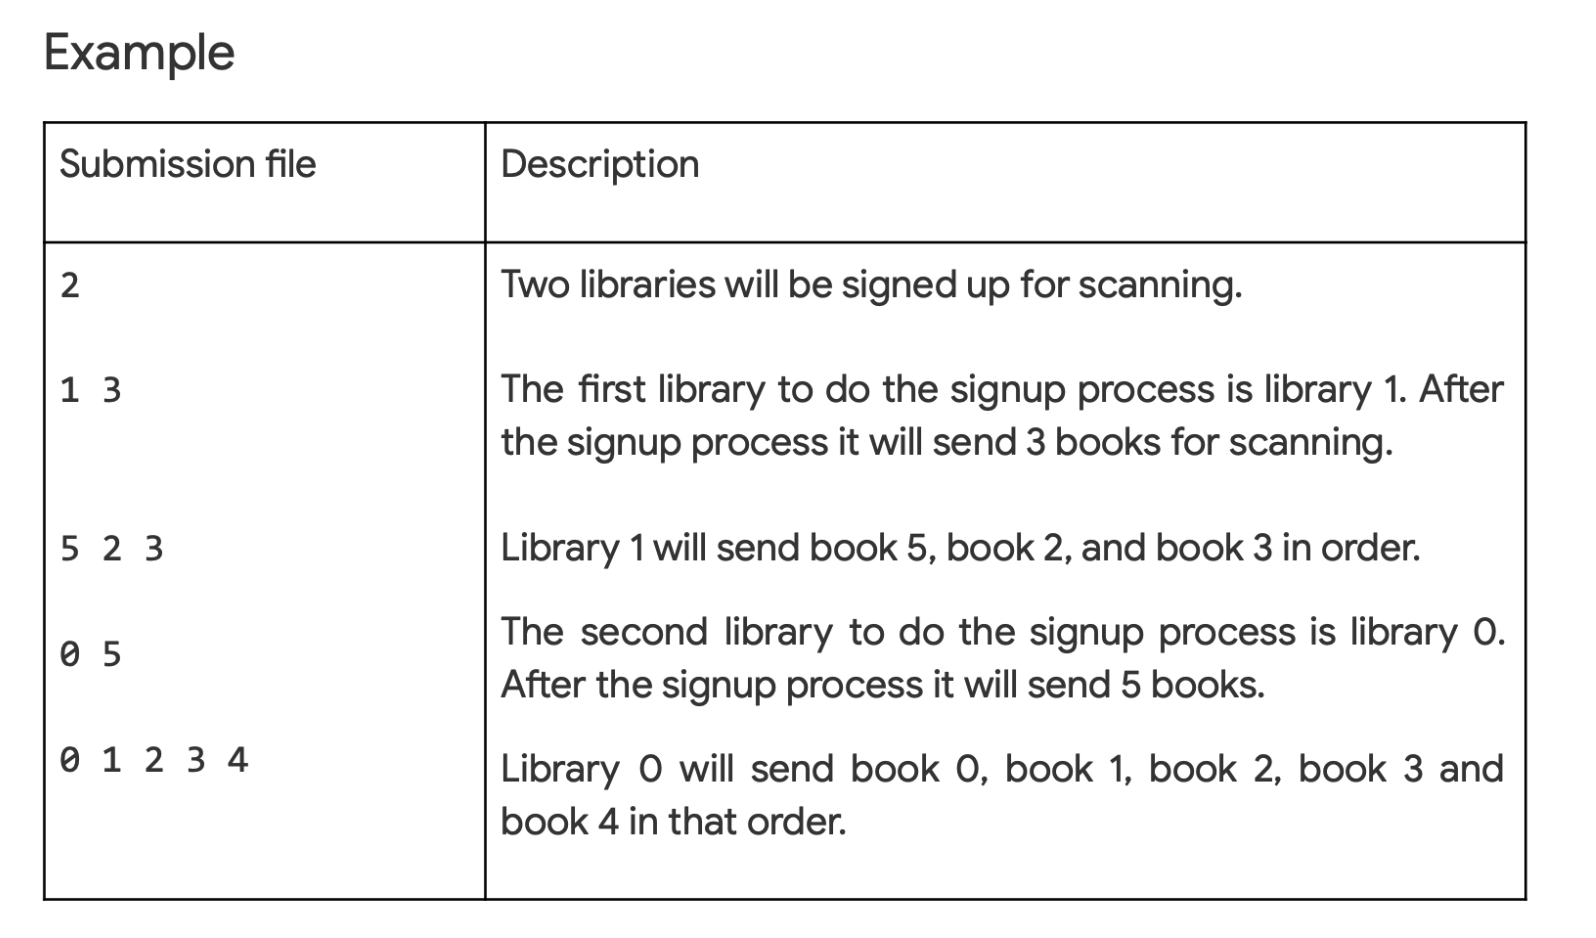 Example
Submission file
Description
2
Two libraries will be signed up for scanning.
1 3
The first library to do the signup process is library 1. After
the signup process it will send 3 books for scanning.
5 2 3
Library 1 will send book 5, book 2, and book 3 in order.
0 5
The second library to do the signup process is library 0.
After the signup process it will send 5 books.
0 1 2 3 4
Library 0 will send book 0, book 1, book 2, book 3 and
book 4 in that order.